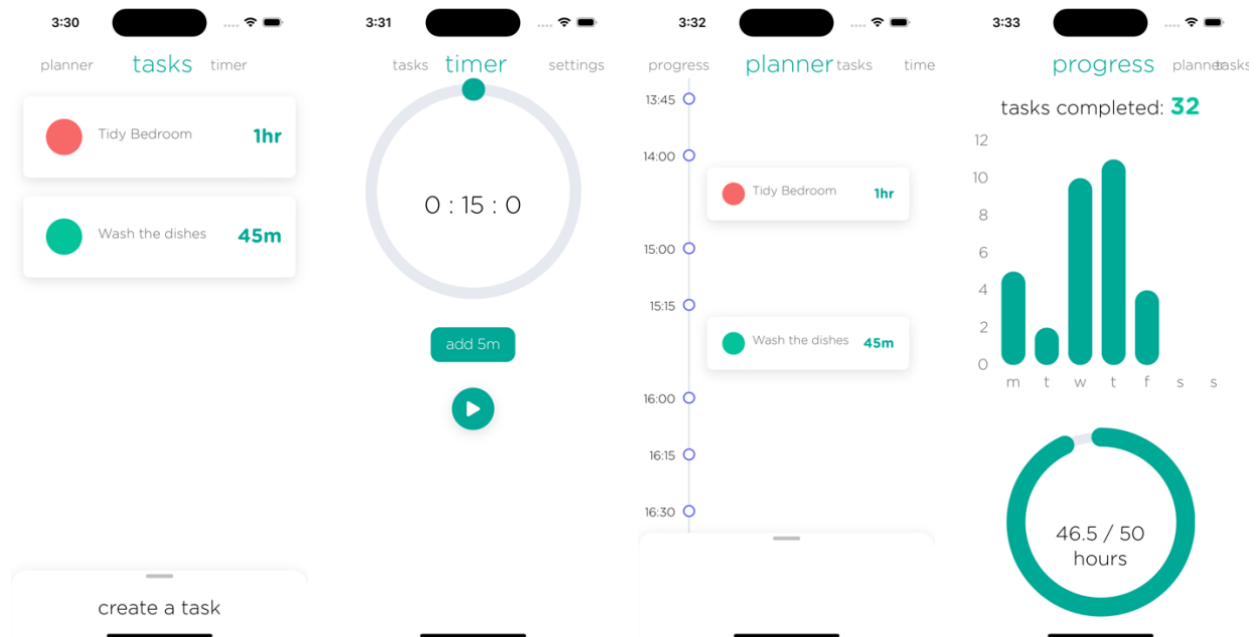 3:30
planner tasks timer
Tidy Bedroom 1hr
Wash the dishes 45m
create a task
3:31
tasks timer settings
0 : 15 : 0
add 5m
3:32
progress planner tasks time
13:45
14:00
Tidy Bedroom 1hr
15:00
15:15
Wash the dishes 45m
16:00
16:15
16:30
3:33
progress planner tasks
tasks completed: 32
12
10
8
6
4
2
0
m t w t f s s
46.5 / 50
hours